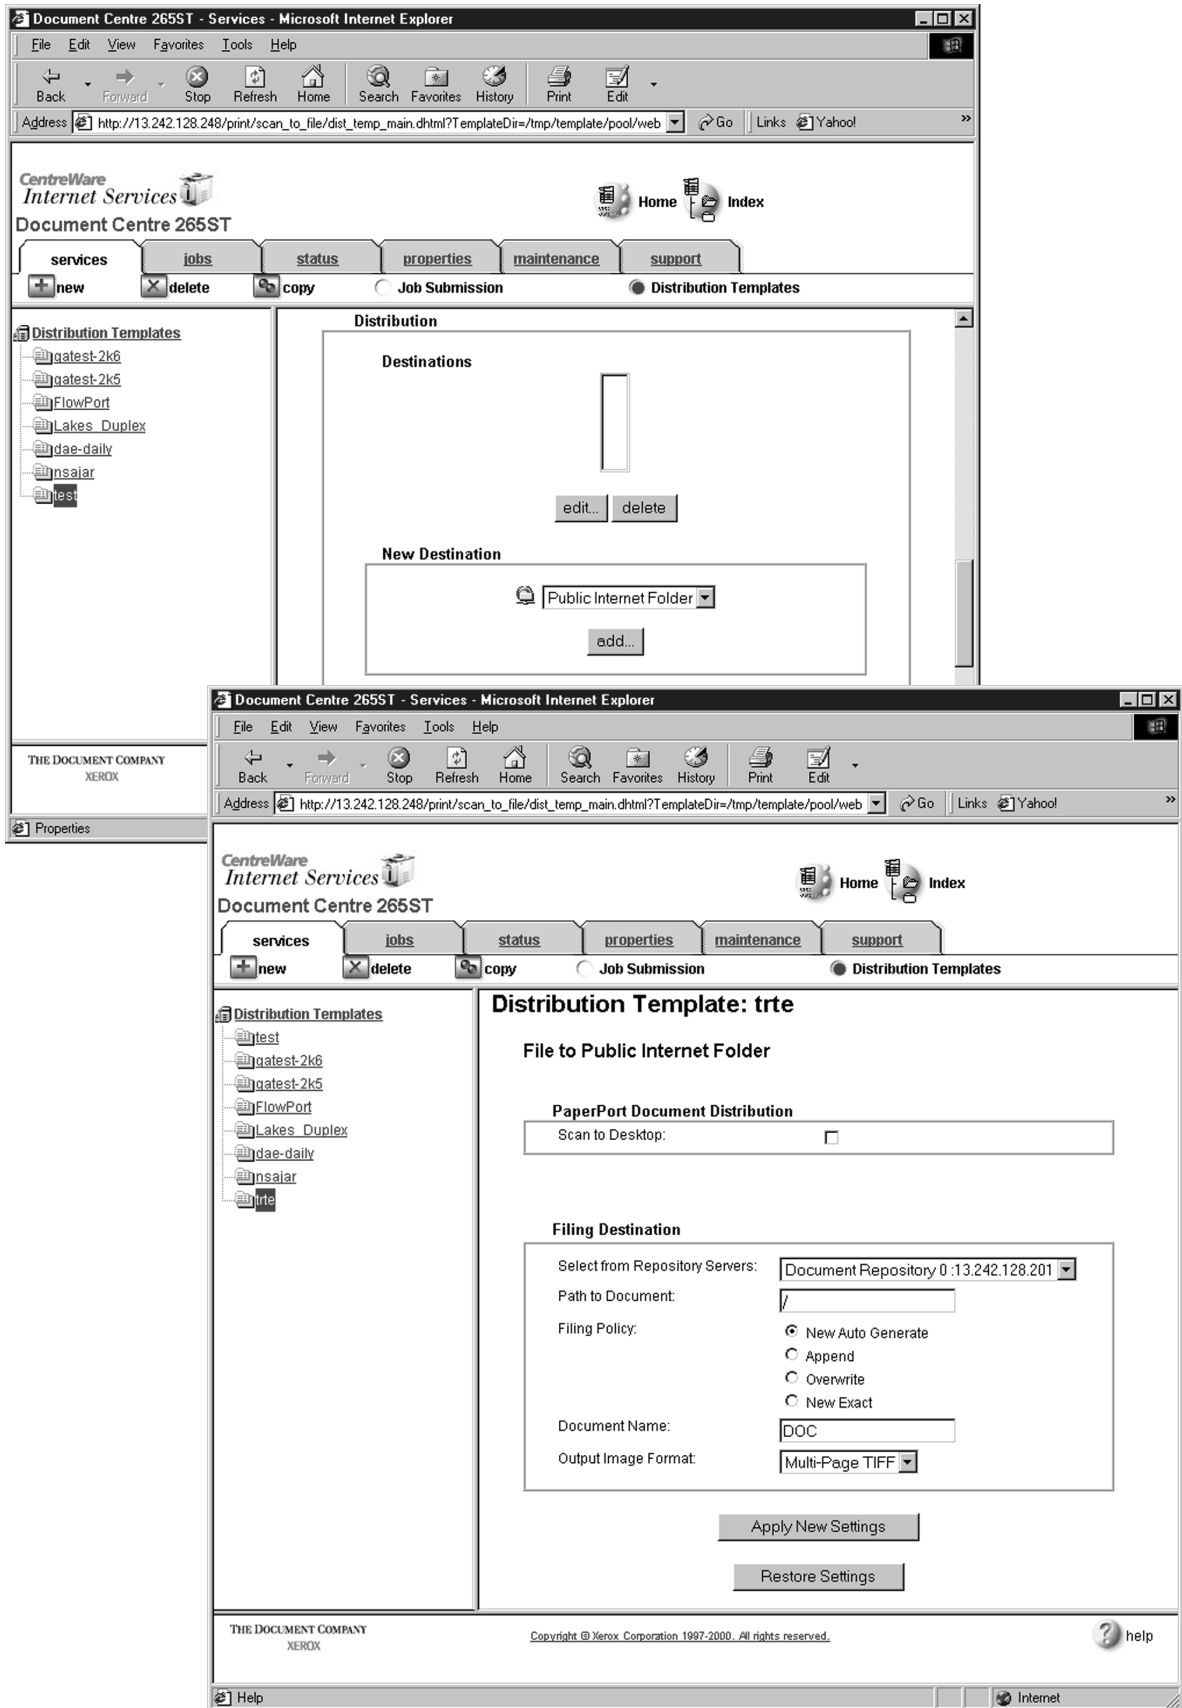 Document Centre 265ST - Services - Microsoft Internet Explorer
File Edit View Favorites Tools Help
Back Forward Stop Refresh Home Search Favorites History Print Edit
Address http://13.242.128.248/print/scan_to_file/dist_temp_main.dhtml?TemplateDir=/tmp/template/pool/web Go Links Yahoo! »
CentreWare
Internet Services
Home Index
Document Centre 265ST
services jobs status properties maintenance support
new delete copy Job Submission Distribution Templates
Distribution Templates
qatest-2k6
qatest-2k5
FlowPort
Lakes_Duplex
dae-daily
nsajar
test
Distribution
Destinations
edit... delete
New Destination
Public Internet Folder
add...
THE DOCUMENT COMPANY
XEROX
Properties
Document Centre 265ST - Services - Microsoft Internet Explorer
File Edit View Favorites Tools Help
Back Forward Stop Refresh Home Search Favorites History Print Edit
Address http://13.242.128.248/print/scan_to_file/dist_temp_main.dhtml?TemplateDir=/tmp/template/pool/web Go Links Yahoo! »
CentreWare
Internet Services
Home Index
Document Centre 265ST
services jobs status properties maintenance support
new delete copy Job Submission Distribution Templates
Distribution Templates
test
qatest-2k6
qatest-2k5
FlowPort
Lakes_Duplex
dae-daily
nsajar
trte
Distribution Template: trte
File to Public Internet Folder
PaperPort Document Distribution
Scan to Desktop:
Filing Destination
Select from Repository Servers: Document Repository 0 :13.242.128.201
Path to Document: /
Filing Policy: New Auto Generate
Append
Overwrite
New Exact
Document Name: DOC
Output Image Format: Multi-Page TIFF
Apply New Settings
Restore Settings
THE DOCUMENT COMPANY
XEROX
Copyright © Xerox Corporation 1997-2000. All rights reserved.
? help
Help Internet